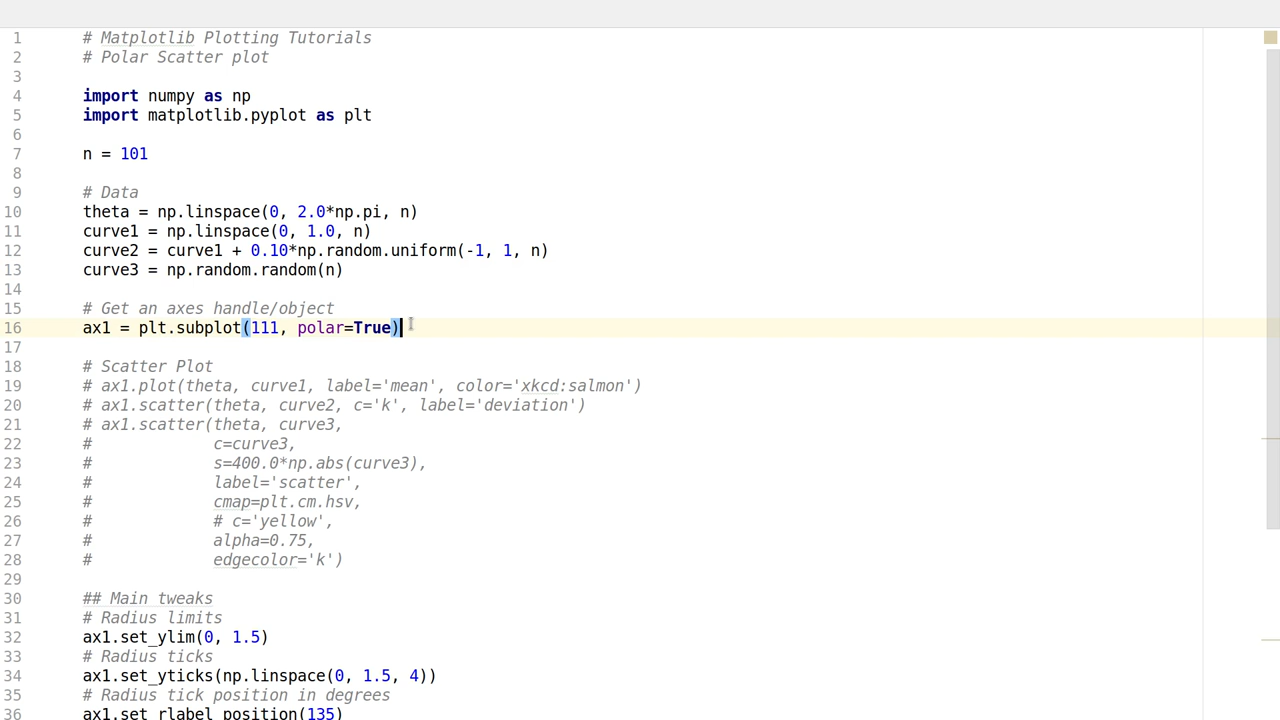 1 # Matplotlib Plotting Tutorials
2 # Polar Scatter plot
3
4 import numpy as np
5 import matplotlib.pyplot as plt
6
7 n = 101
8
9 # Data
10 theta = np.linspace(0, 2.0*np.pi, n)
11 curve1 = np.linspace(0, 1.0, n)
12 curve2 = curve1 + 0.10*np.random.uniform(-1, 1, n)
13 curve3 = np.random.random(n)
14
15 # Get an axes handle/object
16 ax1 = plt.subplot(111, polar=True)
17
18 # Scatter Plot
19 # ax1.plot(theta, curve1, label='mean', color='xkcd:salmon')
20 # ax1.scatter(theta, curve2, c='k', label='deviation')
21 # ax1.scatter(theta, curve3,
22 #             c=curve3,
23 #             s=400.0*np.abs(curve3),
24 #             label='scatter',
25 #             cmap=plt.cm.hsv,
26 #             # c='yellow',
27 #             alpha=0.75,
28 #             edgecolor='k')
29
30 ## Main tweaks
31 # Radius limits
32 ax1.set_ylim(0, 1.5)
33 # Radius ticks
34 ax1.set_yticks(np.linspace(0, 1.5, 4))
35 # Radius tick position in degrees
36 ax1.set_rlabel_position(135)